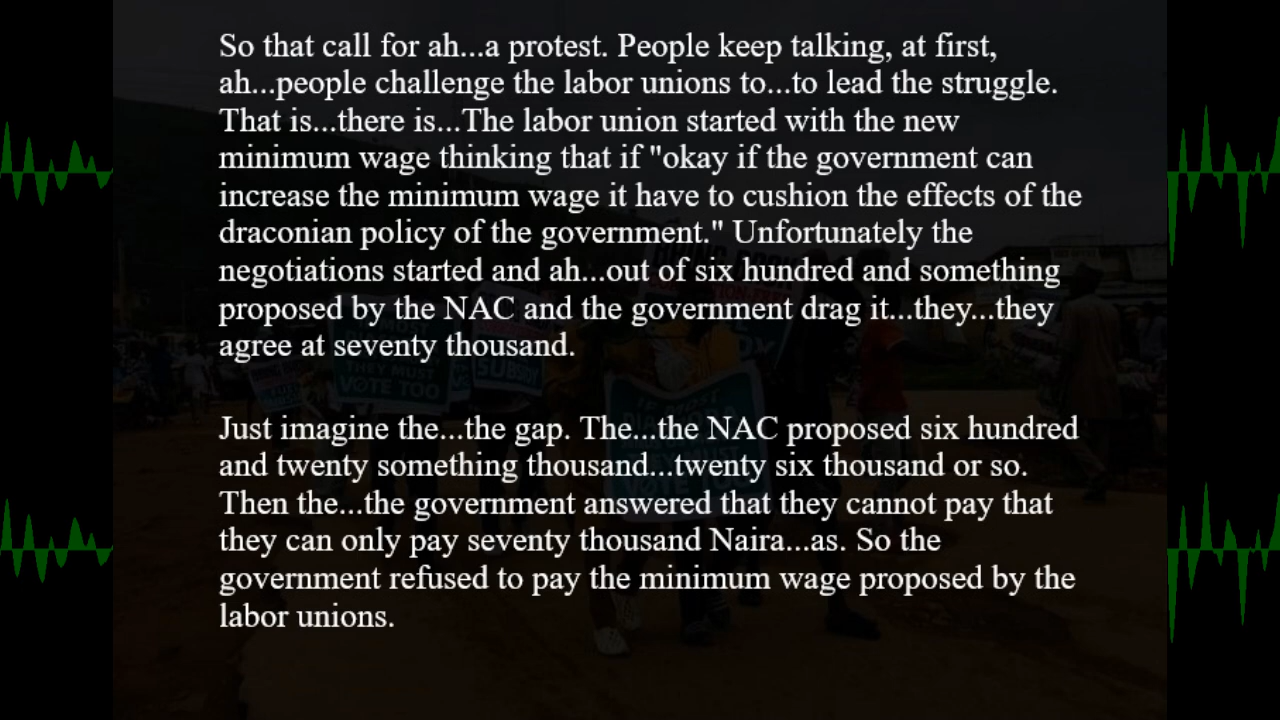 So that call for ah...a protest. People keep talking, at first,
ah...people challenge the labor unions to...to lead the struggle.
That is...there is...The labor union started with the new
minimum wage thinking that if "okay if the government can
increase the minimum wage it have to cushion the effects of the
draconian policy of the government." Unfortunately the
negotiations started and ah...out of six hundred and something
proposed by the NAC and the government drag it...they...they
agree at seventy thousand.
Just imagine the...the gap. The...the NAC proposed six hundred
and twenty something thousand...twenty six thousand or so.
Then the...the government answered that they cannot pay that
they can only pay seventy thousand Naira...as. So the
government refused to pay the minimum wage proposed by the
labor unions.
THEY MUST
VOTE TOO
SUBSIDY